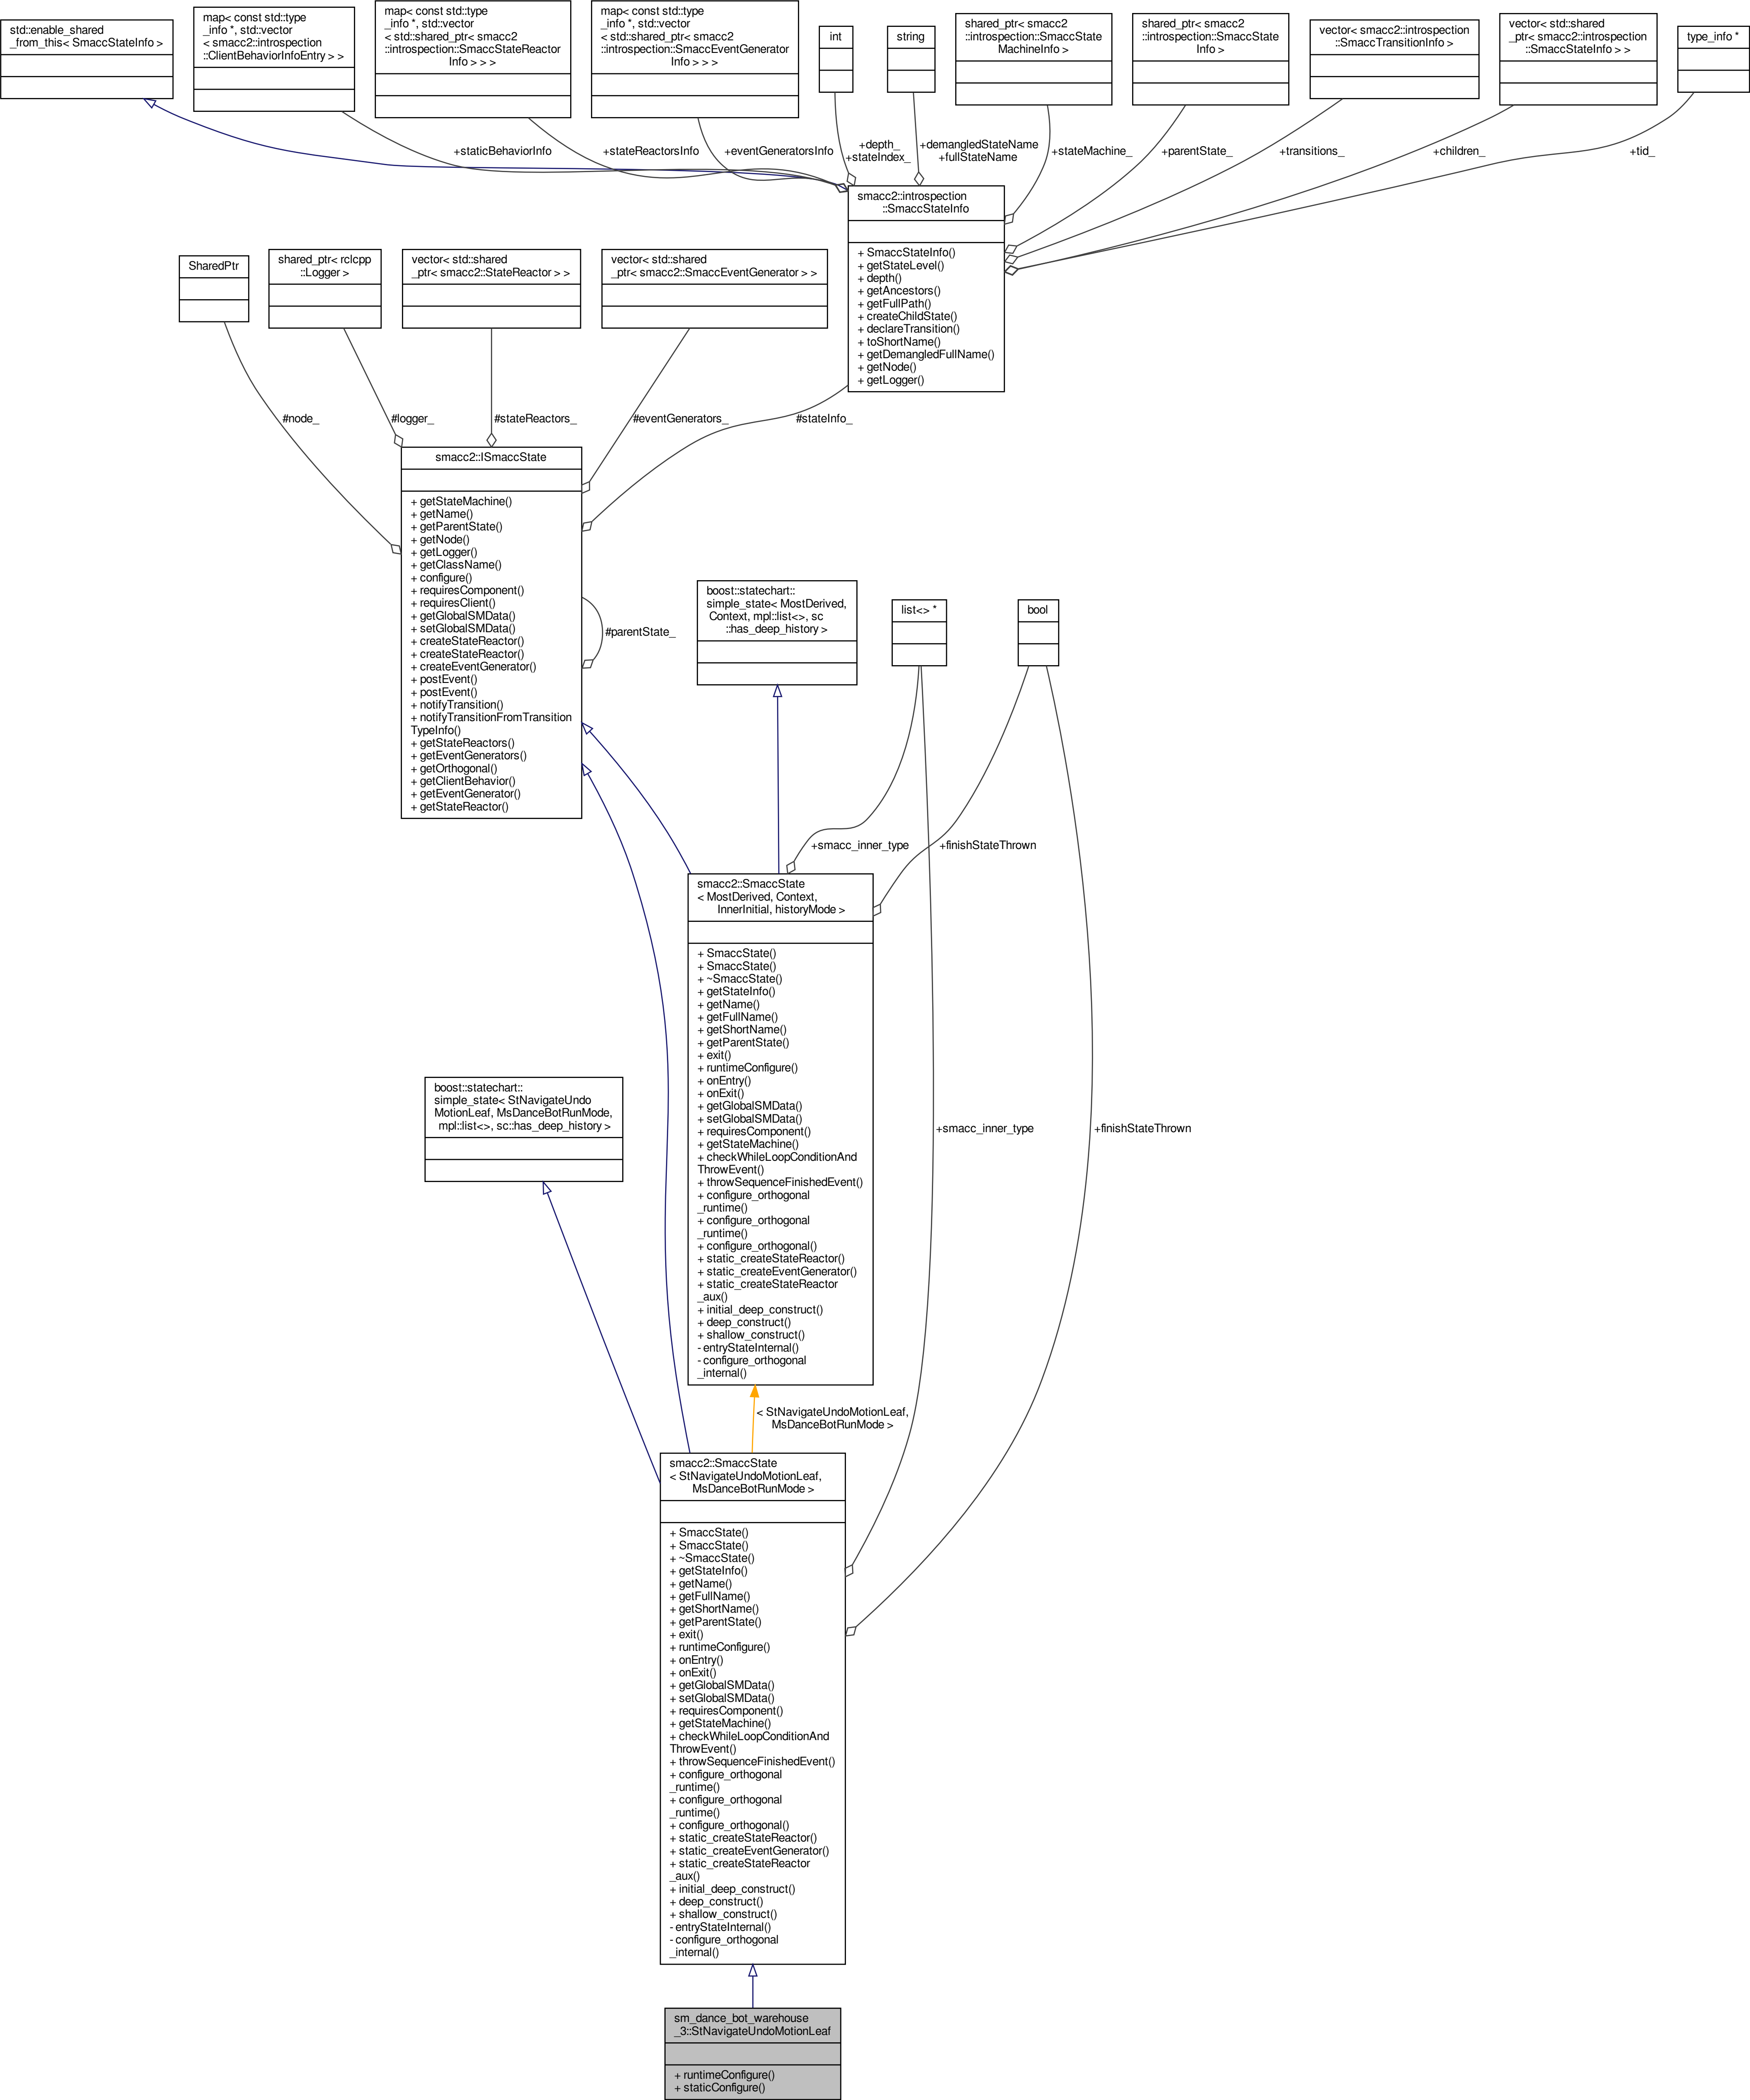 std::enable_shared
_from_this< SmaccStateInfo >
map< const std::type
_info *, std::vector
< smacc2::introspection
::ClientBehaviorInfoEntry > >
map< const std::type
_info *, std::vector
< std::shared_ptr< smacc2
::introspection::SmaccStateReactor
Info > > >
map< const std::type
_info *, std::vector
< std::shared_ptr< smacc2
::introspection::SmaccEventGenerator
Info > > >
int
string
shared_ptr< smacc2
::introspection::SmaccState
MachineInfo >
shared_ptr< smacc2
::introspection::SmaccState
Info >
vector< smacc2::introspection
::SmaccTransitionInfo >
vector< std::shared
_ptr< smacc2::introspection
::SmaccStateInfo > >
type_info *
+staticBehaviorInfo
+stateReactorsInfo
+eventGeneratorsInfo
+depth_
+stateIndex_
+demangledStateName
+fullStateName
+stateMachine_
+parentState_
+transitions_
+children_
+tid_
smacc2::introspection
::SmaccStateInfo
+ SmaccStateInfo()
+ getStateLevel()
+ depth()
+ getAncestors()
+ getFullPath()
+ createChildState()
+ declareTransition()
+ toShortName()
+ getDemangledFullName()
+ getNode()
+ getLogger()
SharedPtr
shared_ptr< rclcpp
::Logger >
vector< std::shared
_ptr< smacc2::StateReactor > >
vector< std::shared
_ptr< smacc2::SmaccEventGenerator > >
#node_
#logger_
#stateReactors_
#eventGenerators_
#stateInfo_
smacc2::ISmaccState
+ getStateMachine()
+ getName()
+ getParentState()
+ getNode()
+ getLogger()
+ getClassName()
+ configure()
+ requiresComponent()
+ requiresClient()
+ getGlobalSMData()
+ setGlobalSMData()
+ createStateReactor()
+ createStateReactor()
+ createEventGenerator()
+ postEvent()
+ postEvent()
+ notifyTransition()
+ notifyTransitionFromTransition
TypeInfo()
+ getStateReactors()
+ getEventGenerators()
+ getOrthogonal()
+ getClientBehavior()
+ getEventGenerator()
+ getStateReactor()
#parentState_
boost::statechart::
simple_state< MostDerived,
Context, mpl::list<>, sc
::has_deep_history >
list<> *
bool
+smacc_inner_type
+finishStateThrown
smacc2::SmaccState
< MostDerived, Context,
InnerInitial, historyMode >
+ SmaccState()
+ SmaccState()
+ ~SmaccState()
+ getStateInfo()
+ getName()
+ getFullName()
+ getShortName()
+ getParentState()
+ exit()
+ runtimeConfigure()
+ onEntry()
+ onExit()
+ getGlobalSMData()
+ setGlobalSMData()
+ requiresComponent()
+ getStateMachine()
+ checkWhileLoopConditionAnd
ThrowEvent()
+ throwSequenceFinishedEvent()
+ configure_orthogonal
_runtime()
+ configure_orthogonal
_runtime()
+ configure_orthogonal()
+ static_createStateReactor()
+ static_createEventGenerator()
+ static_createStateReactor
_aux()
+ initial_deep_construct()
+ deep_construct()
+ shallow_construct()
- entryStateInternal()
- configure_orthogonal
_internal()
boost::statechart::
simple_state< StNavigateUndo
MotionLeaf, MsDanceBotRunMode,
mpl::list<>, sc::has_deep_history >
+smacc_inner_type
+finishStateThrown
< StNavigateUndoMotionLeaf,
MsDanceBotRunMode >
smacc2::SmaccState
< StNavigateUndoMotionLeaf,
MsDanceBotRunMode >
+ SmaccState()
+ SmaccState()
+ ~SmaccState()
+ getStateInfo()
+ getName()
+ getFullName()
+ getShortName()
+ getParentState()
+ exit()
+ runtimeConfigure()
+ onEntry()
+ onExit()
+ getGlobalSMData()
+ setGlobalSMData()
+ requiresComponent()
+ getStateMachine()
+ checkWhileLoopConditionAnd
ThrowEvent()
+ throwSequenceFinishedEvent()
+ configure_orthogonal
_runtime()
+ configure_orthogonal
_runtime()
+ configure_orthogonal()
+ static_createStateReactor()
+ static_createEventGenerator()
+ static_createStateReactor
_aux()
+ initial_deep_construct()
+ deep_construct()
+ shallow_construct()
- entryStateInternal()
- configure_orthogonal
_internal()
sm_dance_bot_warehouse
_3::StNavigateUndoMotionLeaf
+ runtimeConfigure()
+ staticConfigure()